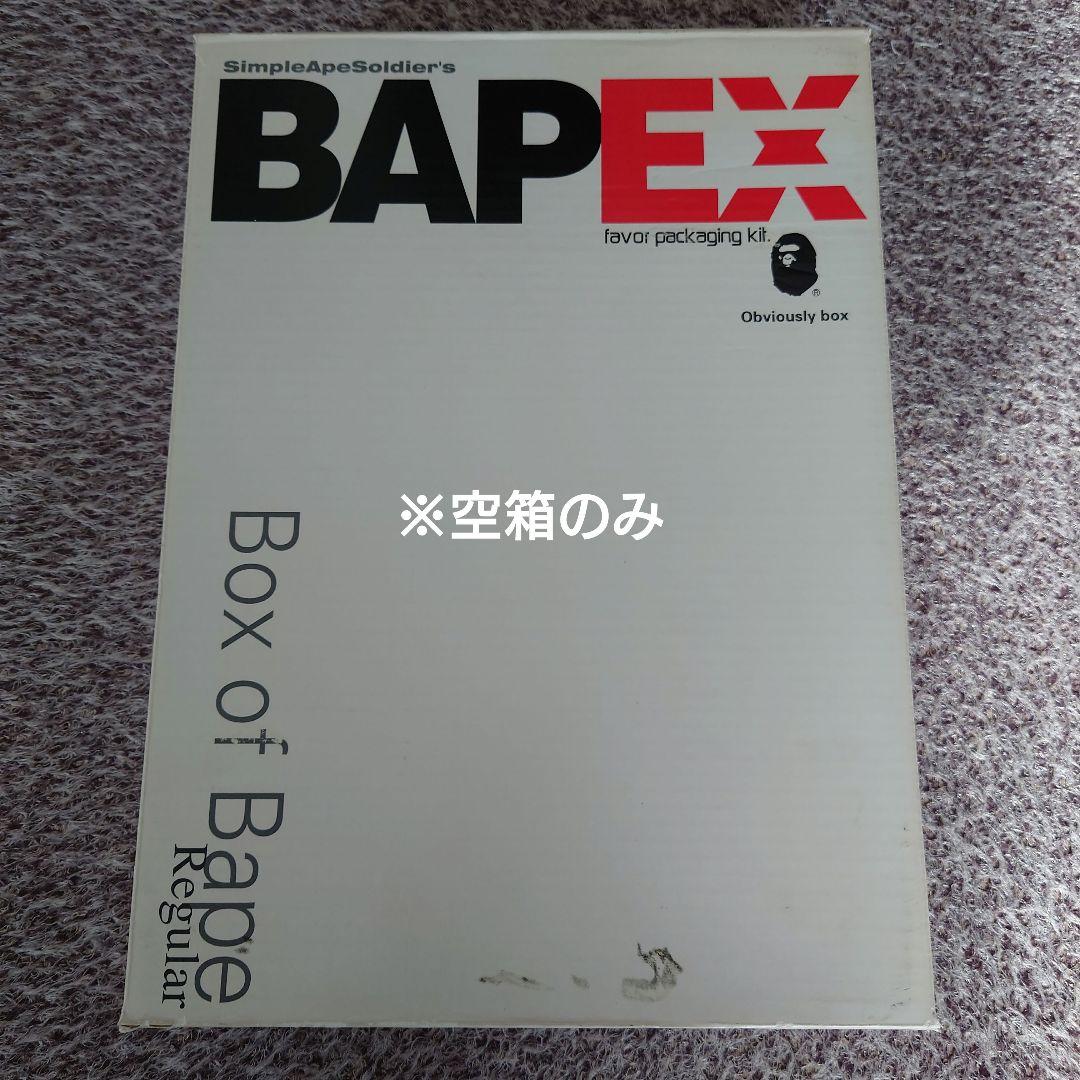 SimpleApeSoldier's
BAPEX
favor packaging kit.
®
Obviously box
※空箱のみ
Box of Bape
Regular